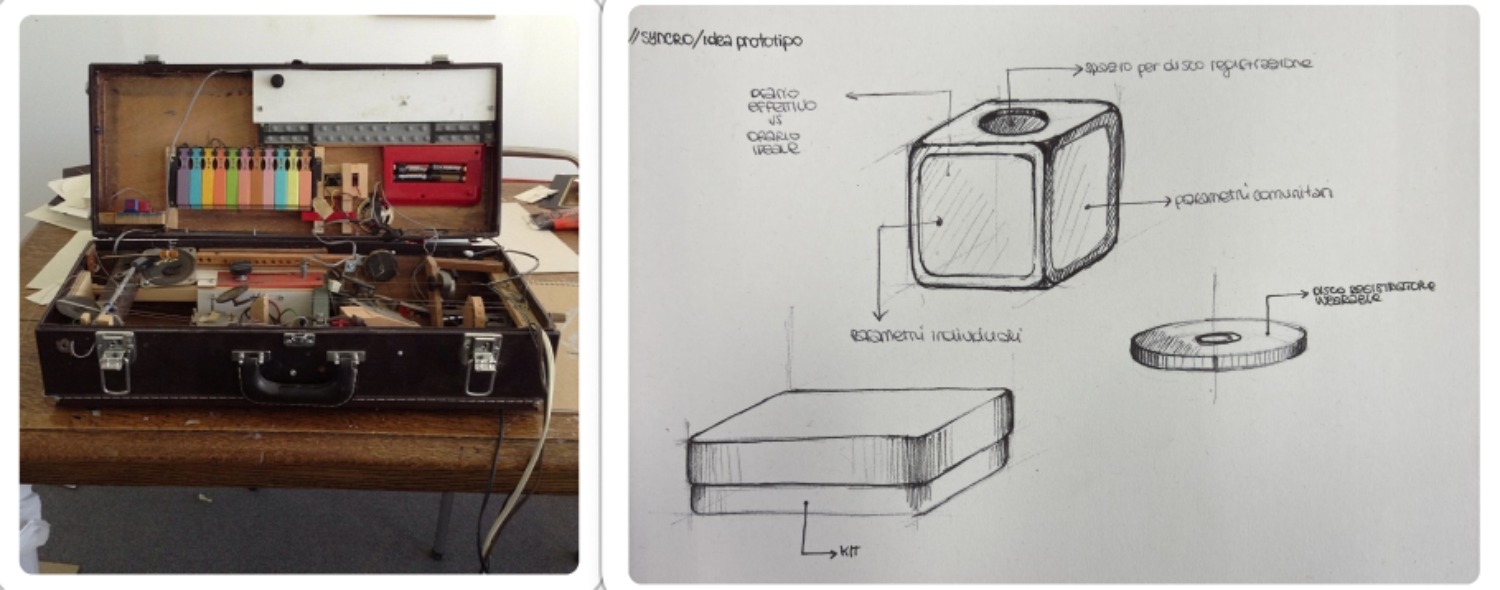 //SYNCRO/idea prototipo
spazio per disco registrazione
ORARIO
EFFETTIVO
VS
ORARIO
IDEALE
parametri comunitari
DISCO REGISTRAZIONE
WEARABLE
parametri individuali
KIT